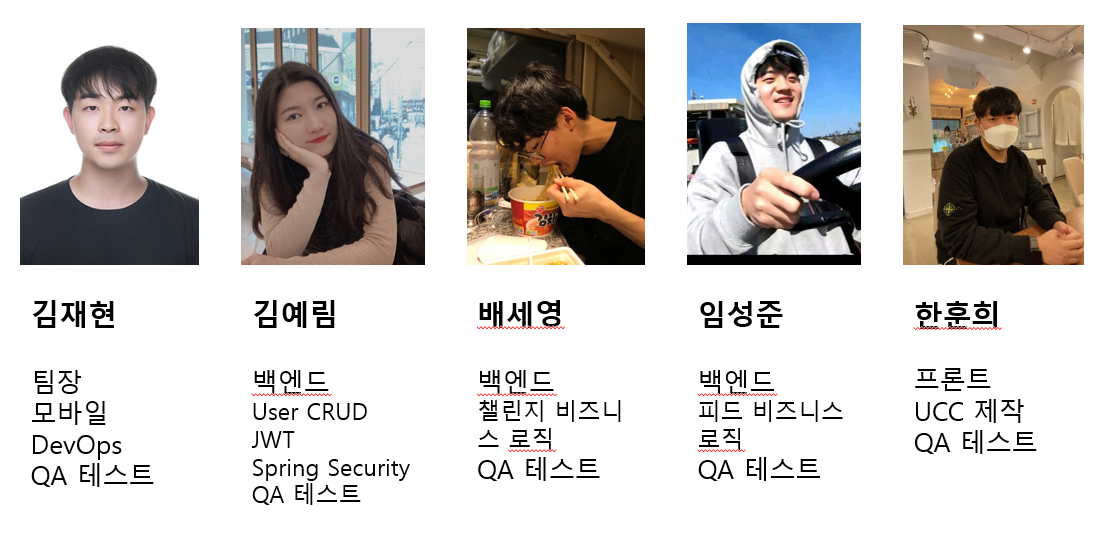 김재현
팀장
모바일
DevOps
QA 테스트
김예림
백엔드
User CRUD
JWT
Spring Security
QA 테스트
배세영
백엔드
챌린지 비즈니
스 로직
QA 테스트
임성준
백엔드
피드 비즈니스
로직
QA 테스트
한훈희
프론트
UCC 제작
QA 테스트